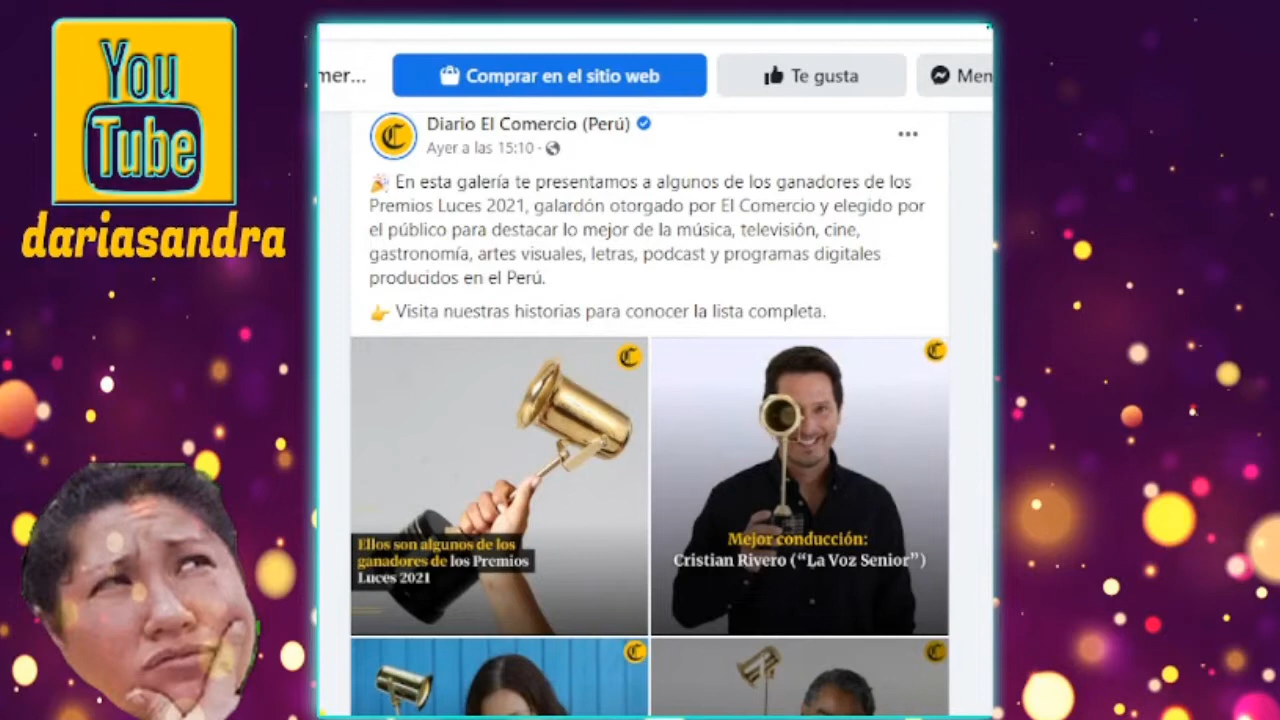 You
Tube
dariasandra
mer...
Comprar en el sitio web
Te gusta
Men
Diario El Comercio (Perú)
Ayer a las 15:10 ·
En esta galería te presentamos a algunos de los ganadores de los
Premios Luces 2021, galardón otorgado por El Comercio y elegido por
el público para destacar lo mejor de la música, televisión, cine,
gastronomía, artes visuales, letras, podcast y programas digitales
producidos en el Perú.
Visita nuestras historias para conocer la lista completa.
Ellos son algunos de los
ganadores de los Premios
Luces 2021
Mejor conducción:
Cristian Rivero (“La Voz Senior”)